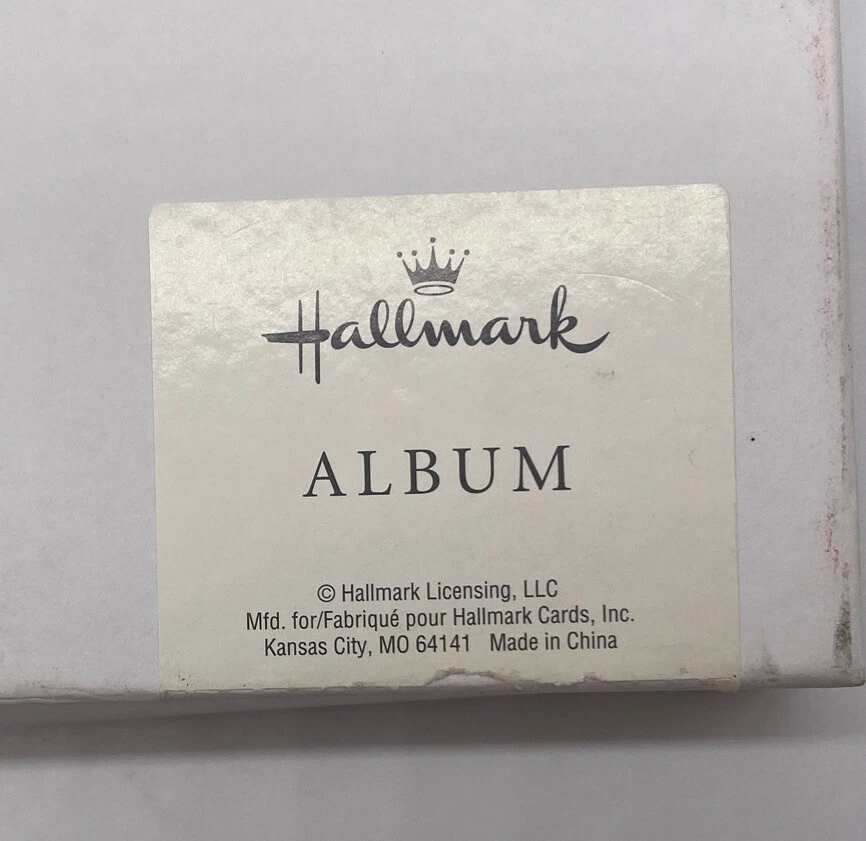 Hallmark
ALBUM
© Hallmark Licensing, LLC
Mfd. for/Fabriqué pour Hallmark Cards, Inc.
Kansas City, MO 64141 Made in China